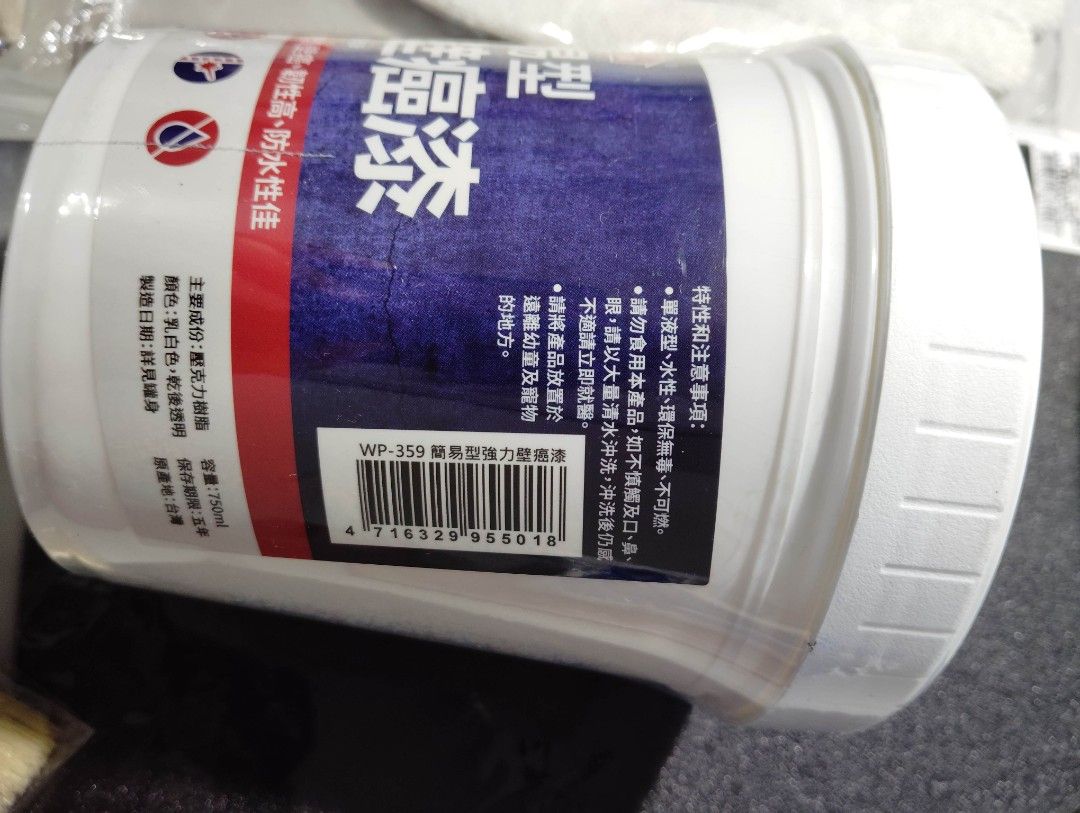 型
壁癌漆
韌性高、防水性佳
特性和注意事項：
•單液型、水性、環保無毒、不可燃。
•請勿食用本產品，如不慎觸及口、鼻、
眼，請以大量清水沖洗，沖洗後仍感
不適請立即就醫。
•請將產品放置於
遠離幼童及寵物
的地方。
WP-359 簡易型強力壁癌漆
4 716329 955018
主要成份：壓克力樹脂
顏色：乳白色，乾後透明
製造日期：詳見罐身
容量：750ml
保存期限：五年
原產地：台灣